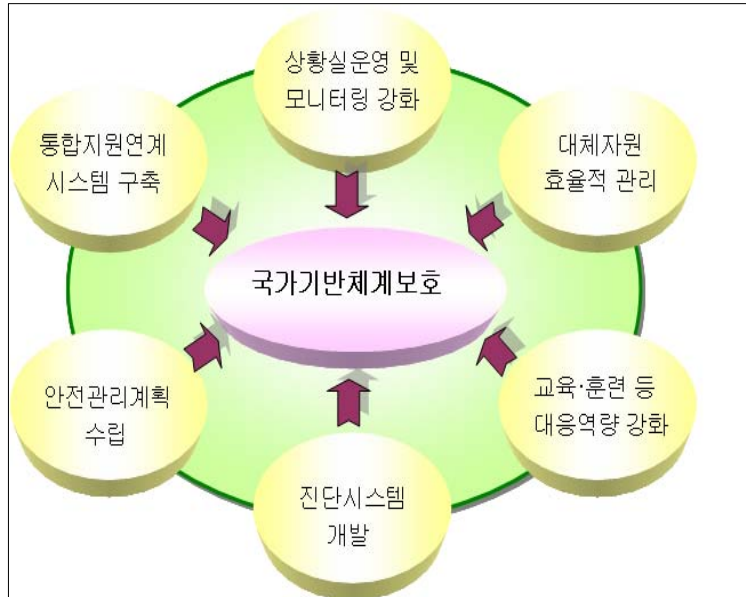 상황실운영 및
모니터링 강화
통합지원연계
시스템 구축
대체자원
효율적 관리
국가기반체계보호
안전관리계획
수립
교육·훈련 등
대응역량 강화
진단시스템
개발